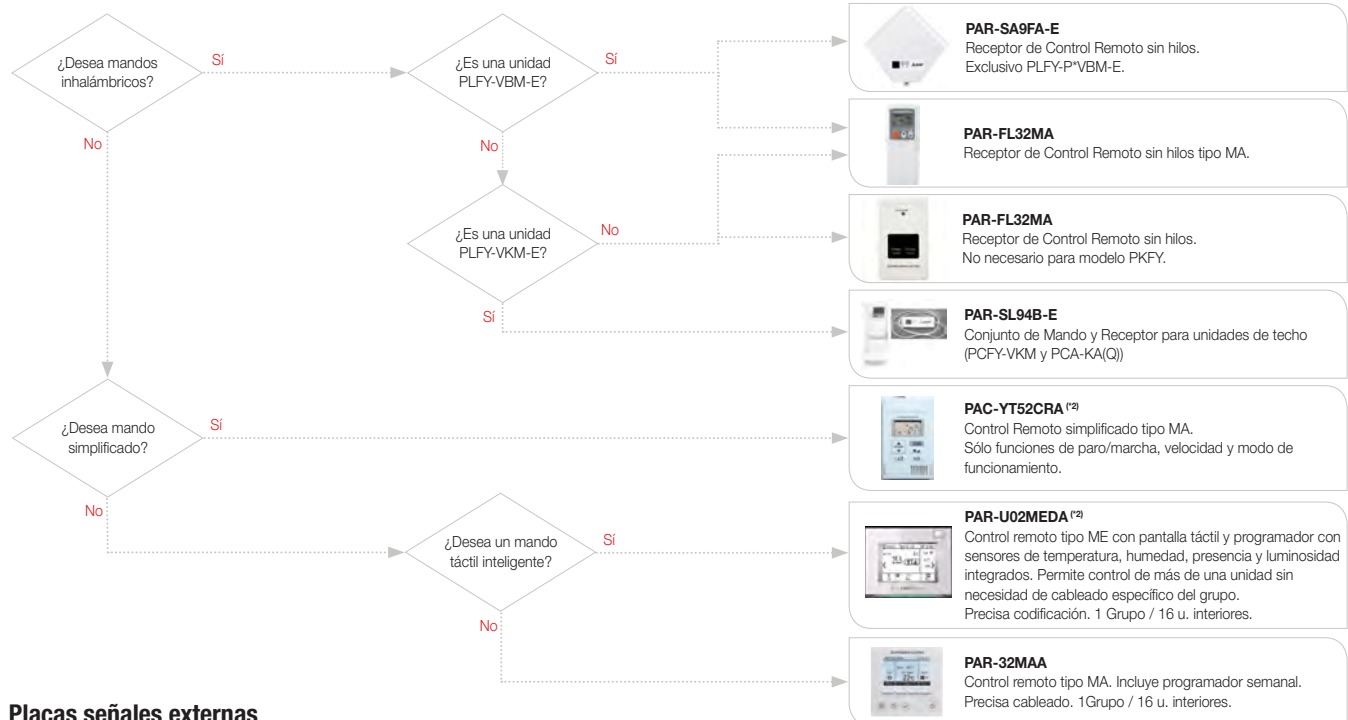 ¿Desea mandos
inhalámbricos?
Sí
No
¿Es una unidad
PLFY-VBM-E?
Sí
No
¿Es una unidad
PLFY-VKM-E?
No
Sí
¿Desea mando
simplificado?
Sí
No
¿Desea un mando
táctil inteligente?
Sí
No
PAR-SA9FA-E
Receptor de Control Remoto sin hilos.
Exclusivo PLFY-P*VBM-E.
PAR-FL32MA
Receptor de Control Remoto sin hilos tipo MA.
PAR-FL32MA
Receptor de Control Remoto sin hilos.
No necesario para modelo PKFY.
PAR-SL94B-E
Conjunto de Mando y Receptor para unidades de techo
(PCFY-VKM y PCA-KA(Q))
PAC-YT52CRA (*2)
Control Remoto simplificado tipo MA.
Sólo funciones de paro/marcha, velocidad y modo de
funcionamiento.
PAR-U02MEDA (*2)
Control remoto tipo ME con pantalla táctil y programador con
sensores de temperatura, humedad, presencia y luminosidad
integrados. Permite control de más de una unidad sin
necesidad de cableado específico del grupo.
Precisa codificación. 1 Grupo / 16 u. interiores.
PAR-32MAA
Control remoto tipo MA. Incluye programador semanal.
Precisa cableado. 1Grupo / 16 u. interiores.
Placas señales externas